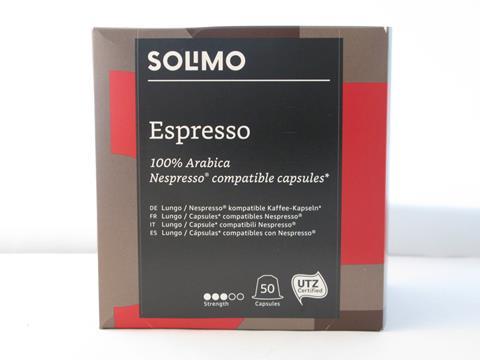 SOLIMO
Espresso
100% Arabica
Nespresso® compatible capsules*
DE Lungo / Nespresso® kompatible Kaffee-Kapseln*
FR Lungo / Capsules* compatibles Nespresso®
IT Lungo / Capsule* compatibili Nespresso®
ES Lungo / Cápsulas* compatibles con Nespresso®
Strength
50
Capsules
UTZ
Certified